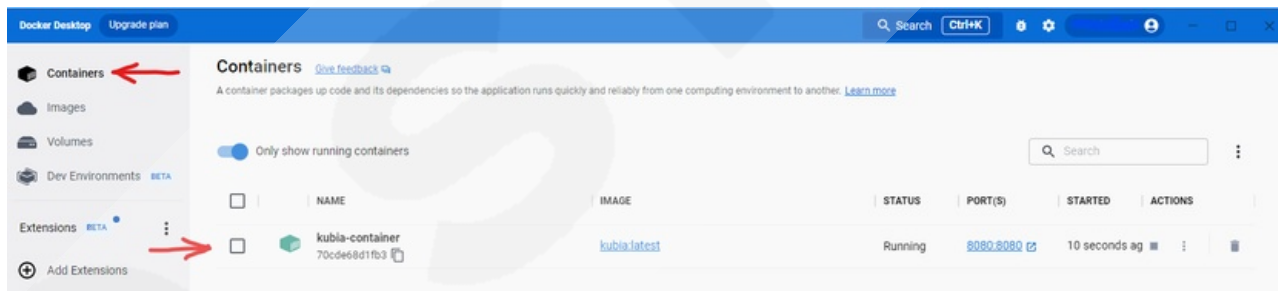 Docker Desktop Upgrade plan Search Ctrl+K
Containers
Images
Volumes
Dev Environments BETA
Extensions BETA
Add Extensions
Containers Give feedback
A container packages up code and its dependencies so the application runs quickly and reliably from one computing environment to another. Learn more
Only show running containers Search
NAME IMAGE STATUS PORT(S) STARTED ACTIONS
kubia-container kubia:latest Running 8080:8080 10 seconds ag
70cde68d1fb3